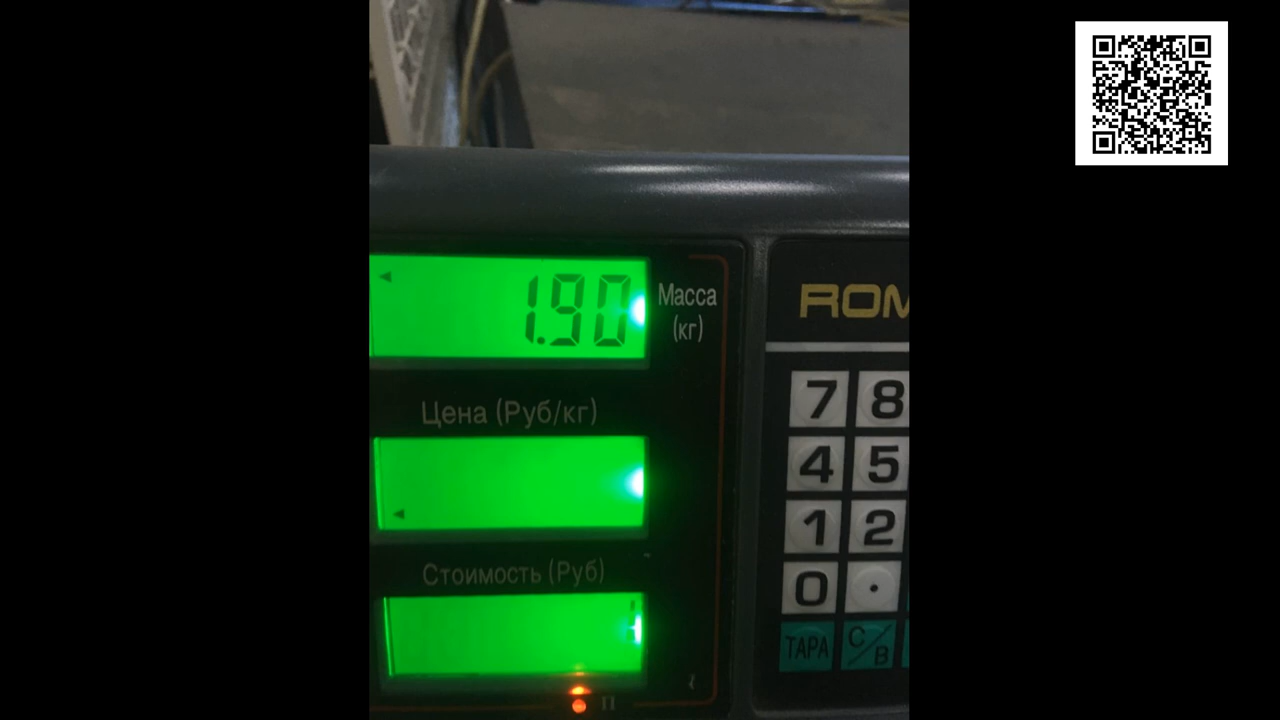 1.90
Масса
(кг)
Цена (Руб/кг)
Стоимость (Руб)
ROM
7 8
4 5
1 2
0 .
ТАРА C/B